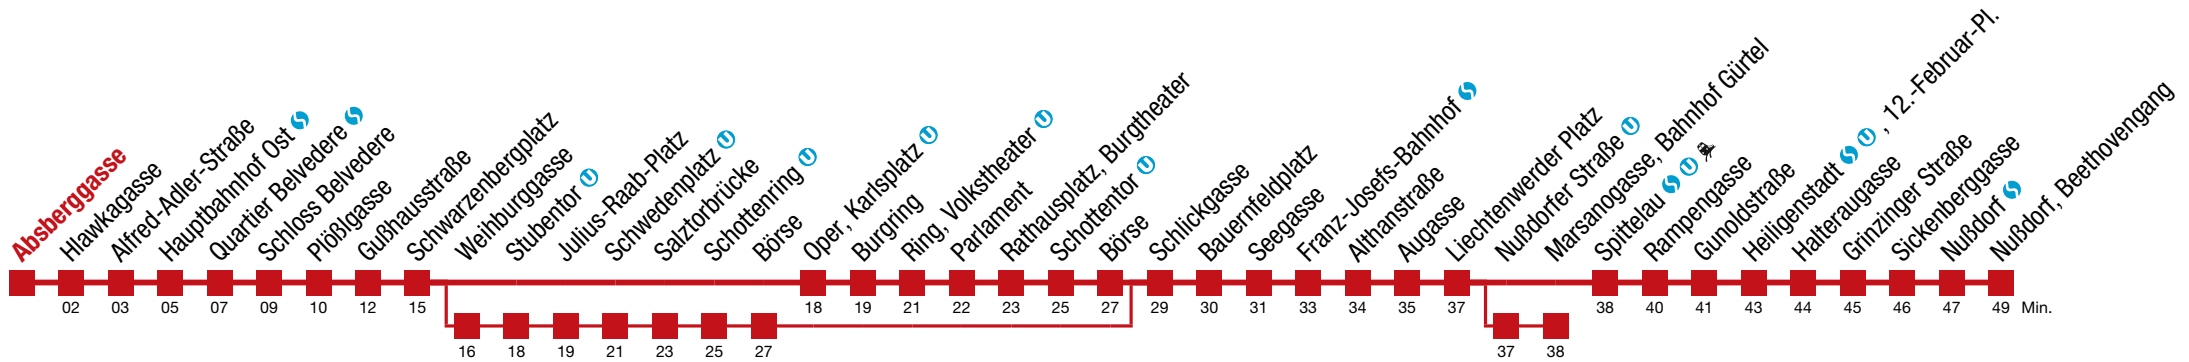 Absberggasse
Hlawkagasse
Alfred-Adler-Straße
Hauptbahnhof Ost
Quartier Belvedere
Schloss Belvedere
Plößlgasse
Gußhausstraße
Schwarzenbergplatz
Weihburggasse
Stubentor
Julius-Raab-Platz
Schwedenplatz
Salztorbrücke
Schottenring
Börse
Oper, Karlsplatz
Burgring
Ring, Volkstheater
Parlament
Rathausplatz, Burgtheater
Schottentor
Börse
Schlickgasse
Bauernfeldplatz
Seegasse
Franz-Josefs-Bahnhof
Althanstraße
Augasse
Liechtenwerder Platz
Nußdorfer Straße
Marsanogasse, Bahnhof Gürtel
Spittelau
Rampengasse
Gunoldstraße
Heiligenstadt , 12.-Februar-Pl.
Halteraugasse
Grinzinger Straße
Sickenberggasse
Nußdorf
Nußdorf, Beethovengang
02 03 05 07 09 10 12 15 18 19 21 22 23 25 27 29 30 31 33 34 35 37 38 40 41 43 44 45 46 47 49 Min.
16 18 19 21 23 25 27 37 38